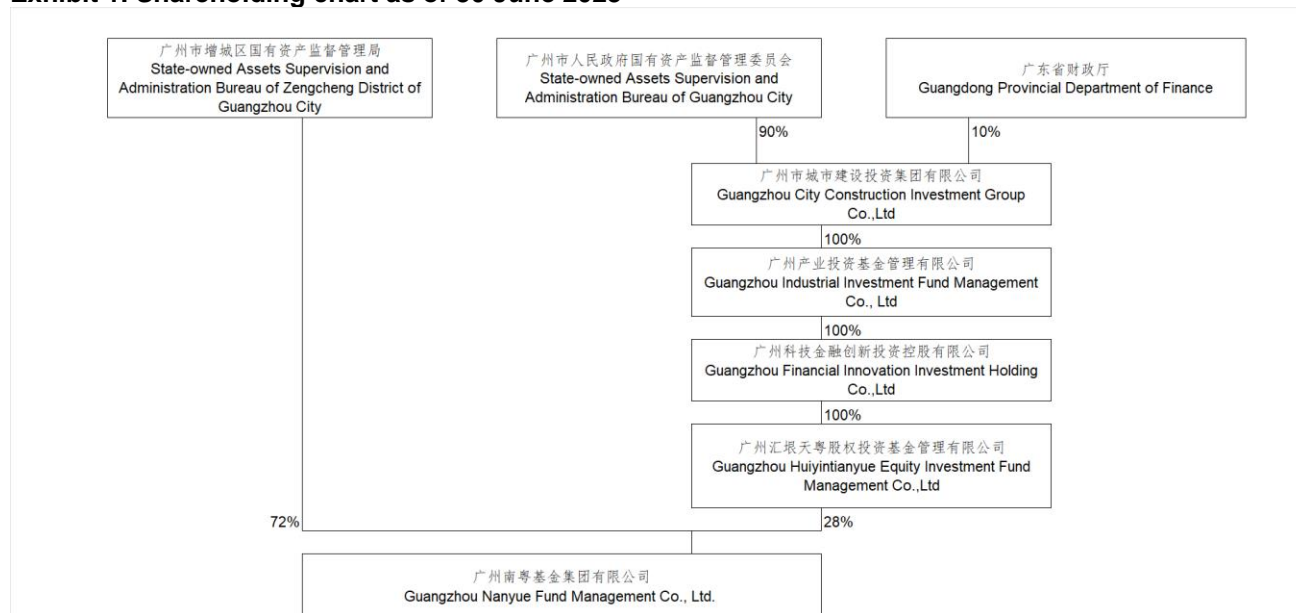 Exhibit 1: Shareholding chart as of 30 June
广州市增城区国有资产监督管理局
State-owned Assets Supervision and
Administration Bureau of Zengcheng District of
Guangzhou City
广州市人民政府国有资产监督管理委员会
State-owned Assets Supervision and
Administration Bureau of Guangzhou City
广东省财政厅
Guangdong Provincial Department of Finance
90%
10%
广州市城市建设投资集团有限公司
Guangzhou City Construction Investment Group
Co.,Ltd
100%
广州产业投资基金管理有限公司
Guangzhou Industrial Investment Fund Management
Co., Ltd
100%
广州科技金融创新投资控股有限公司
Guangzhou Financial Innovation Investment Holding
Co.,Ltd
100%
广州汇垠天粤股权投资基金管理有限公司
Guangzhou Huiyintianyue Equity Investment Fund
Management Co.,Ltd
72%
28%
广州南粤基金集团有限公司
Guangzhou Nanyue Fund Management Co., Ltd.